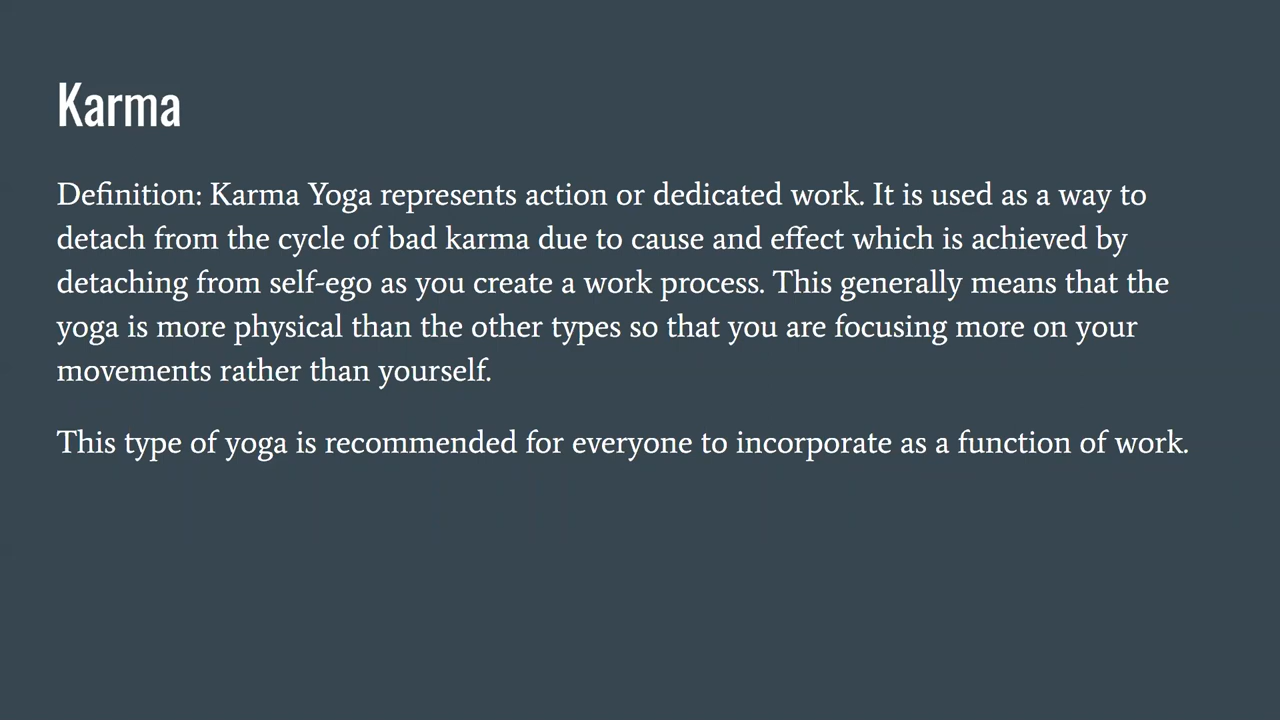 Karma
Definition: Karma Yoga represents action or dedicated work. It is used as a way to
detach from the cycle of bad karma due to cause and effect which is achieved by
detaching from self-ego as you create a work process. This generally means that the
yoga is more physical than the other types so that you are focusing more on your
movements rather than yourself.
This type of yoga is recommended for everyone to incorporate as a function of work.